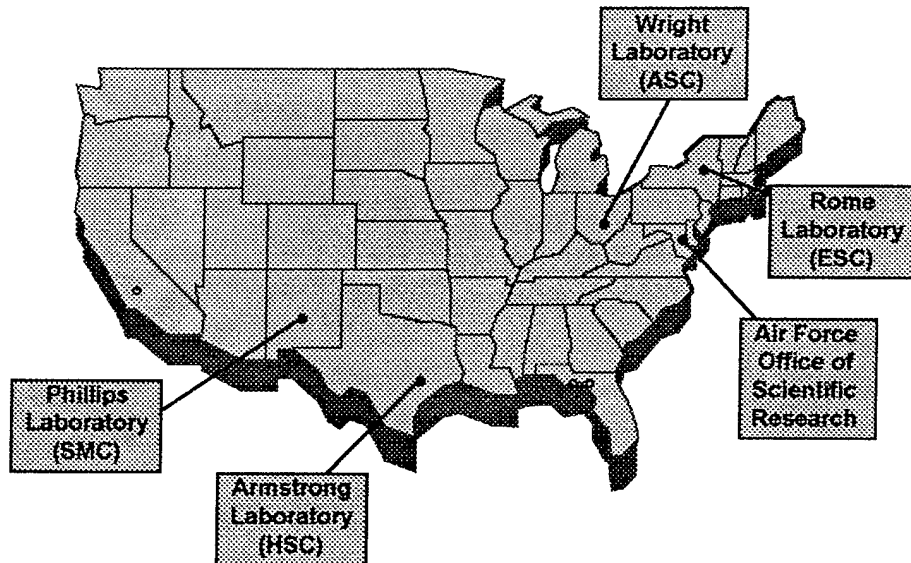 Wright
Laboratory
(ASC)
Rome
Laboratory
(ESC)
Air Force
Office of
Scientific
Research
Phillips
Laboratory
(SMC)
Armstrong
Laboratory
(HSC)